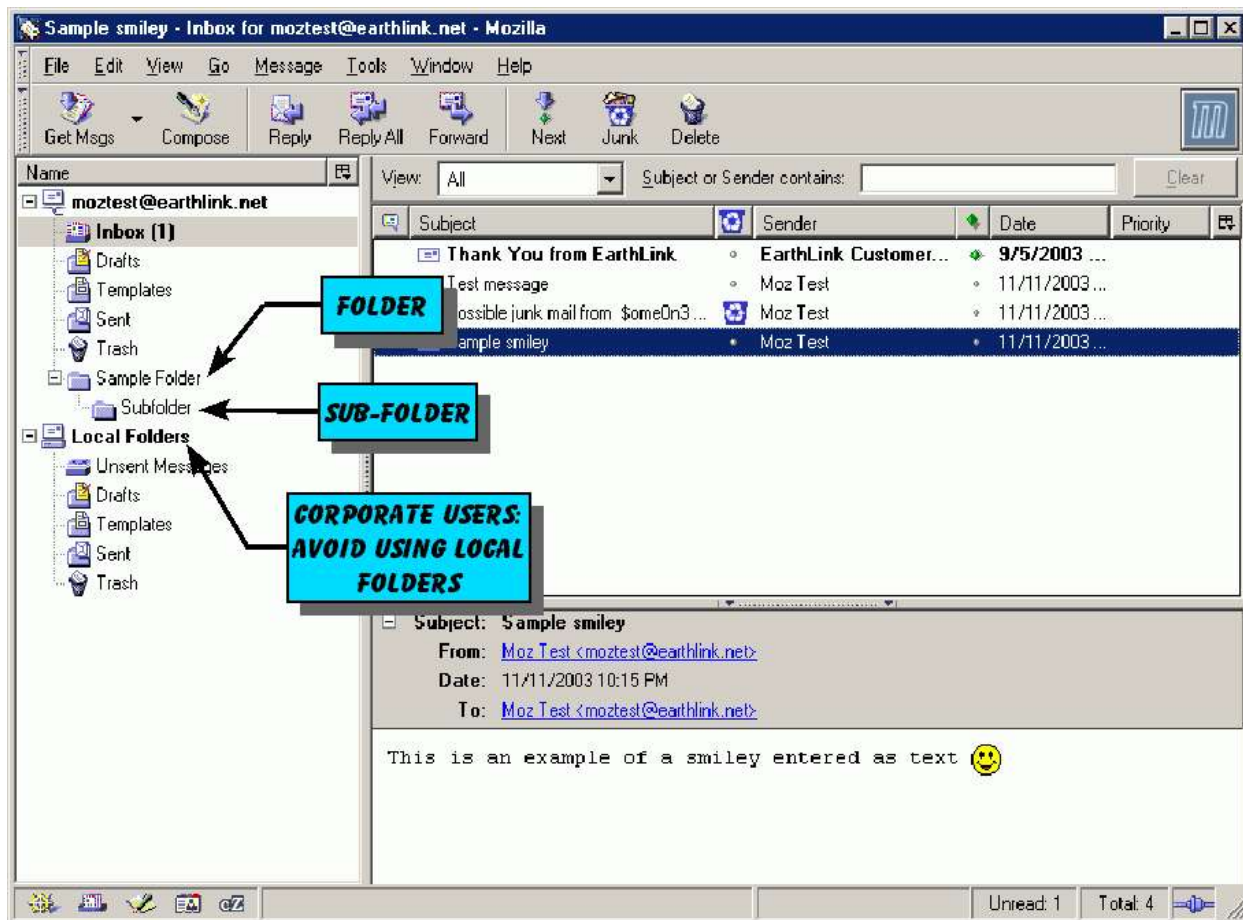 Sample smiley - Inbox for moztest@earthlink.net - Mozilla
File Edit View Go Message Tools Window Help
Get Msgs Compose Reply Reply All Forward Next Junk Delete
Name
moztest@earthlink.net
Inbox (1)
Drafts
Templates
Sent
Trash
Sample Folder
Subfolder
Local Folders
Unsent Messages
Drafts
Templates
Sent
Trash
FOLDER
SUB-FOLDER
CORPORATE USERS:
AVOID USING LOCAL
FOLDERS
View: All Subject or Sender contains: Clear
Subject Sender Date Priority
Thank You from EarthLink EarthLink Customer... 9/5/2003 ...
Test message Moz Test 11/11/2003 ...
ossible junk mail from $ome0n3 ... Moz Test 11/11/2003 ...
ample smiley Moz Test 11/11/2003 ...
Subject: Sample smiley
From: Moz Test <moztest@earthlink.net>
Date: 11/11/2003 10:15 PM
To: Moz Test <moztest@earthlink.net>
This is an example of a smiley entered as text
Unread: 1 Total: 4